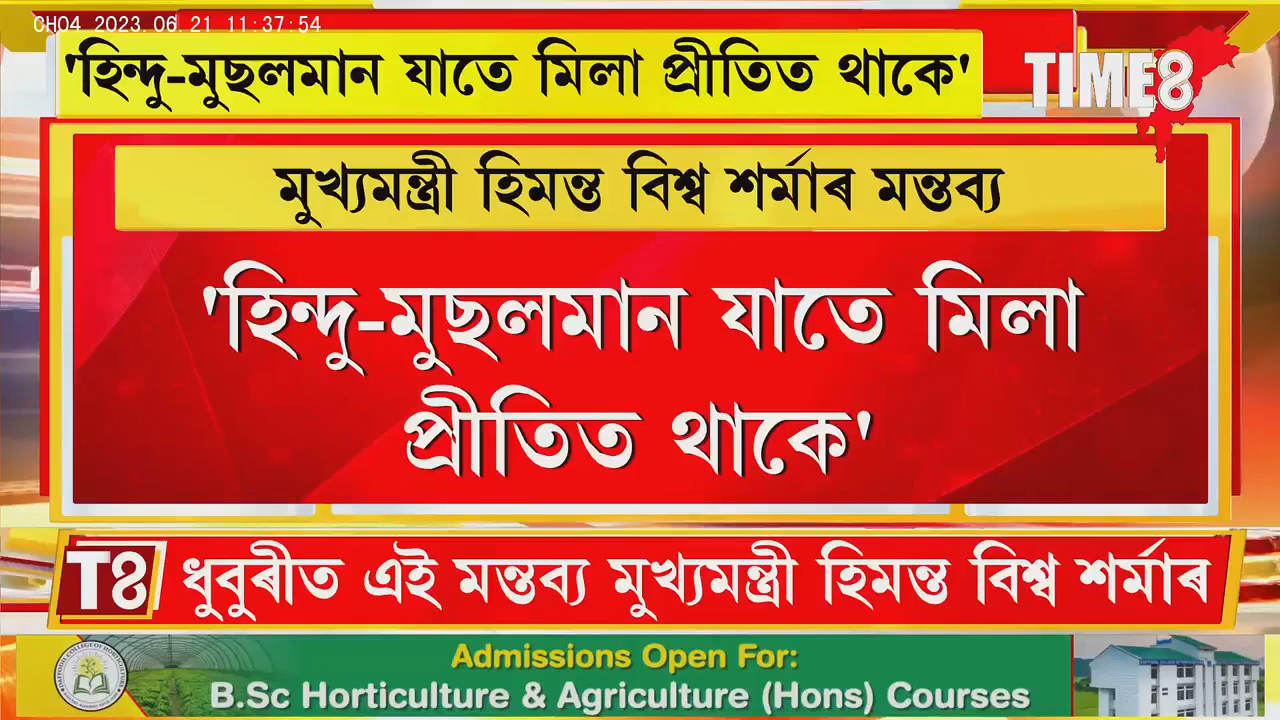 CH04 2023.06.21 11:37:54
'হিন্দু-মুছলমান যাতে মিলা প্ৰীতিত থাকে'
TIME8
মুখ্যমন্ত্ৰী হিমন্ত বিশ্ব শৰ্মাৰ মন্তব্য
'হিন্দু-মুছলমান যাতে মিলা
প্ৰীতিত থাকে'
T8 ধুবুৰীত এই মন্তব্য মুখ্যমন্ত্ৰী হিমন্ত বিশ্ব শৰ্মাৰ
Admissions Open For:
B.Sc Horticulture & Agriculture (Hons) Courses